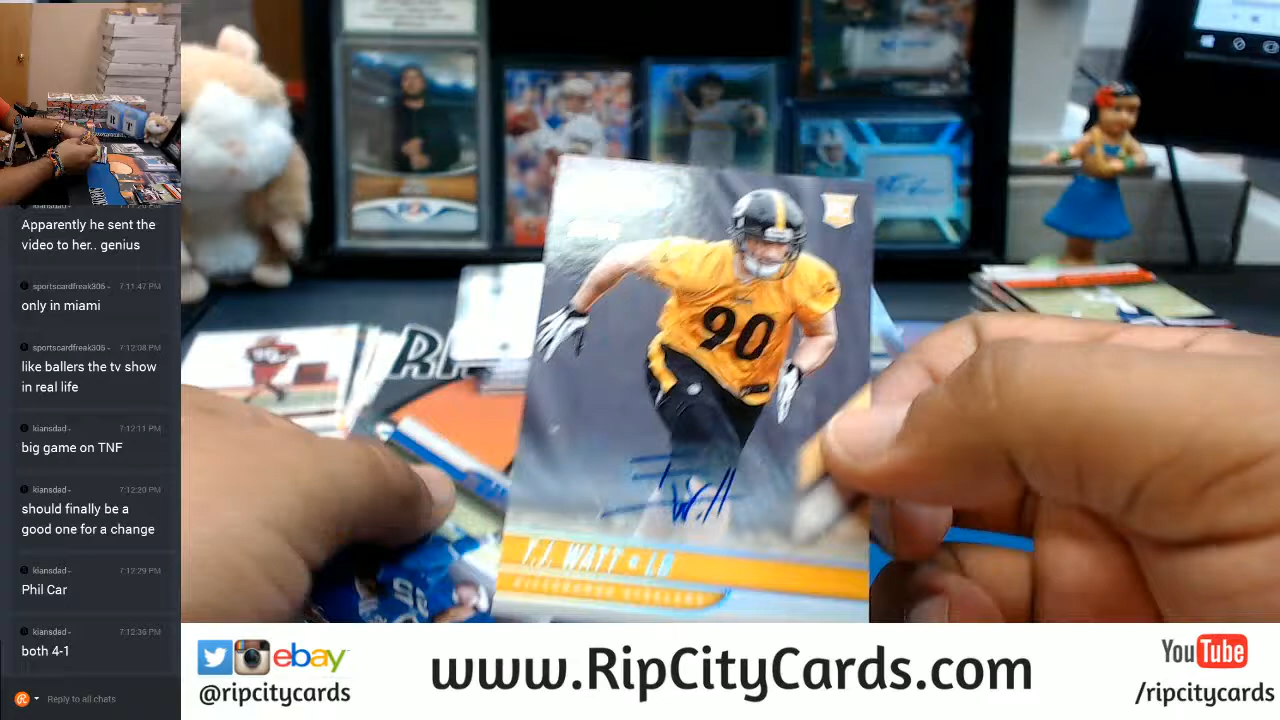 Apparently he sent the
video to her.. genius
sportscardfreak305 - 7:11:47 PM
only in miami
sportscardfreak305 - 7:12:08 PM
like ballers the tv show
in real life
kiansdad - 7:12:11 PM
big game on TNF
kiansdad - 7:12:20 PM
should finally be a
good one for a change
kiansdad - 7:12:29 PM
Phil Car
kiansdad - 7:12:36 PM
both 4-1
Reply to all chats
90
T.J. WATT • LB
PITTSBURGH STEELERS
ebay
@ripcitycards
www.RipCityCards.com
YouTube
/ripcitycards